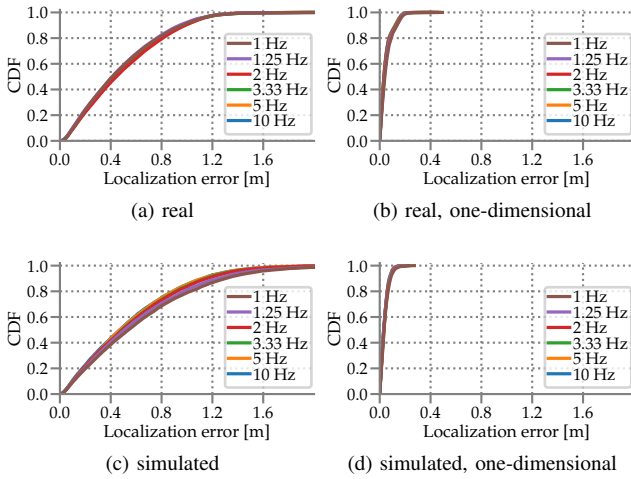 1.0
0.8
0.6
0.4
0.2
0.0
CDF
1 Hz
1.25 Hz
2 Hz
3.33 Hz
5 Hz
10 Hz
0.0 0.4 0.8 1.2 1.6
Localization error [m]
(a) real
1.0
0.8
0.6
0.4
0.2
0.0
CDF
1 Hz
1.25 Hz
2 Hz
3.33 Hz
5 Hz
10 Hz
0.0 0.4 0.8 1.2 1.6
Localization error [m]
(b) real, one-dimensional
1.0
0.8
0.6
0.4
0.2
0.0
CDF
1 Hz
1.25 Hz
2 Hz
3.33 Hz
5 Hz
10 Hz
0.0 0.4 0.8 1.2 1.6
Localization error [m]
(c) simulated
1.0
0.8
0.6
0.4
0.2
0.0
CDF
1 Hz
1.25 Hz
2 Hz
3.33 Hz
5 Hz
10 Hz
0.0 0.4 0.8 1.2 1.6
Localization error [m]
(d) simulated, one-dimensional